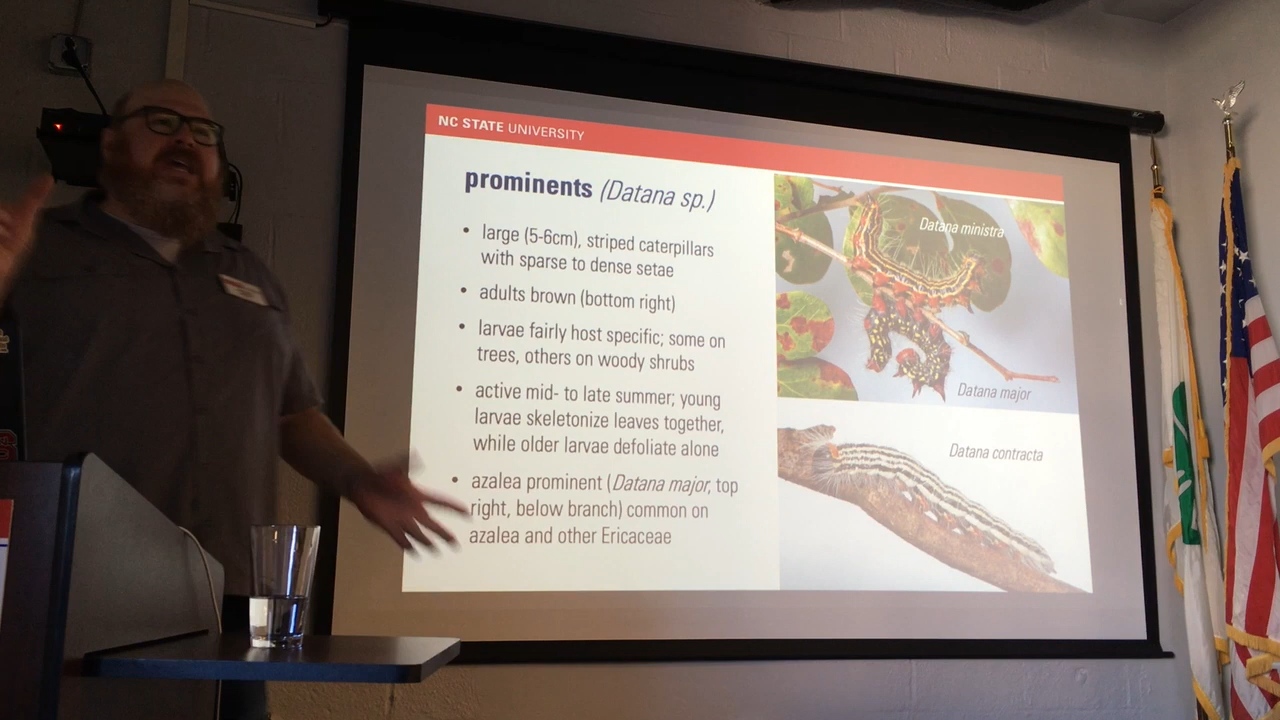 NC STATE UNIVERSITY
prominents (Datana sp.)
• large (5-6cm), striped caterpillars
with sparse to dense setae
• adults brown (bottom right)
• larvae fairly host specific; some on
trees, others on woody shrubs
• active mid- to late summer; young
larvae skeletonize leaves together,
while older larvae defoliate alone
• azalea prominent (Datana major, top
right, below branch) common on
azalea and other Ericaceae
Datana ministra
Datana major
Datana contracta